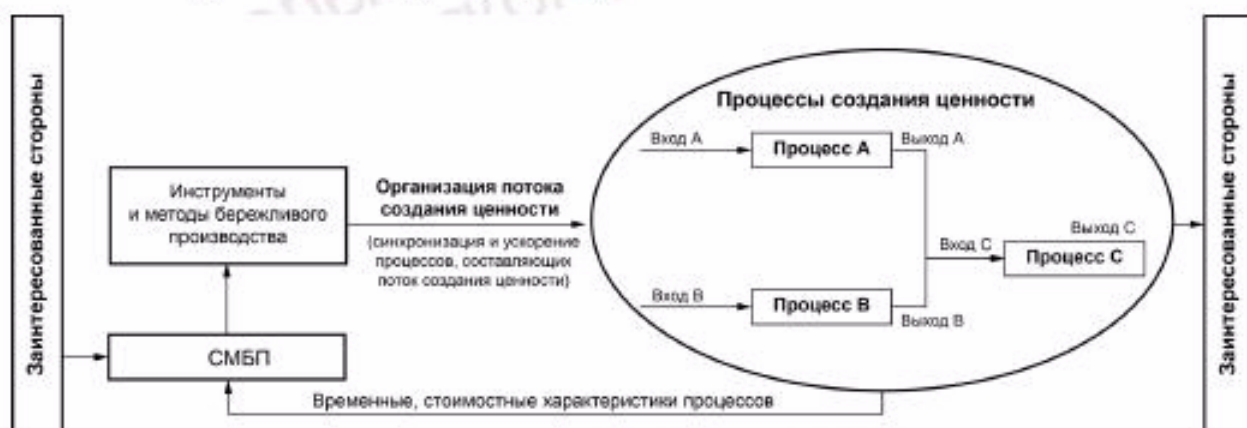 Заинтересованные стороны
Инструменты
и методы бережливого
производства
СМБП
Организация потока
создания ценности
(синхронизация и ускорение
процессов, составляющих
поток создания ценности)
Процессы создания ценности
Вход A
Процесс A
Выход A
Вход C
Выход C
Процесс C
Вход B
Процесс B
Выход B
Временные, стоимостные характеристики процессов
Заинтересованные стороны